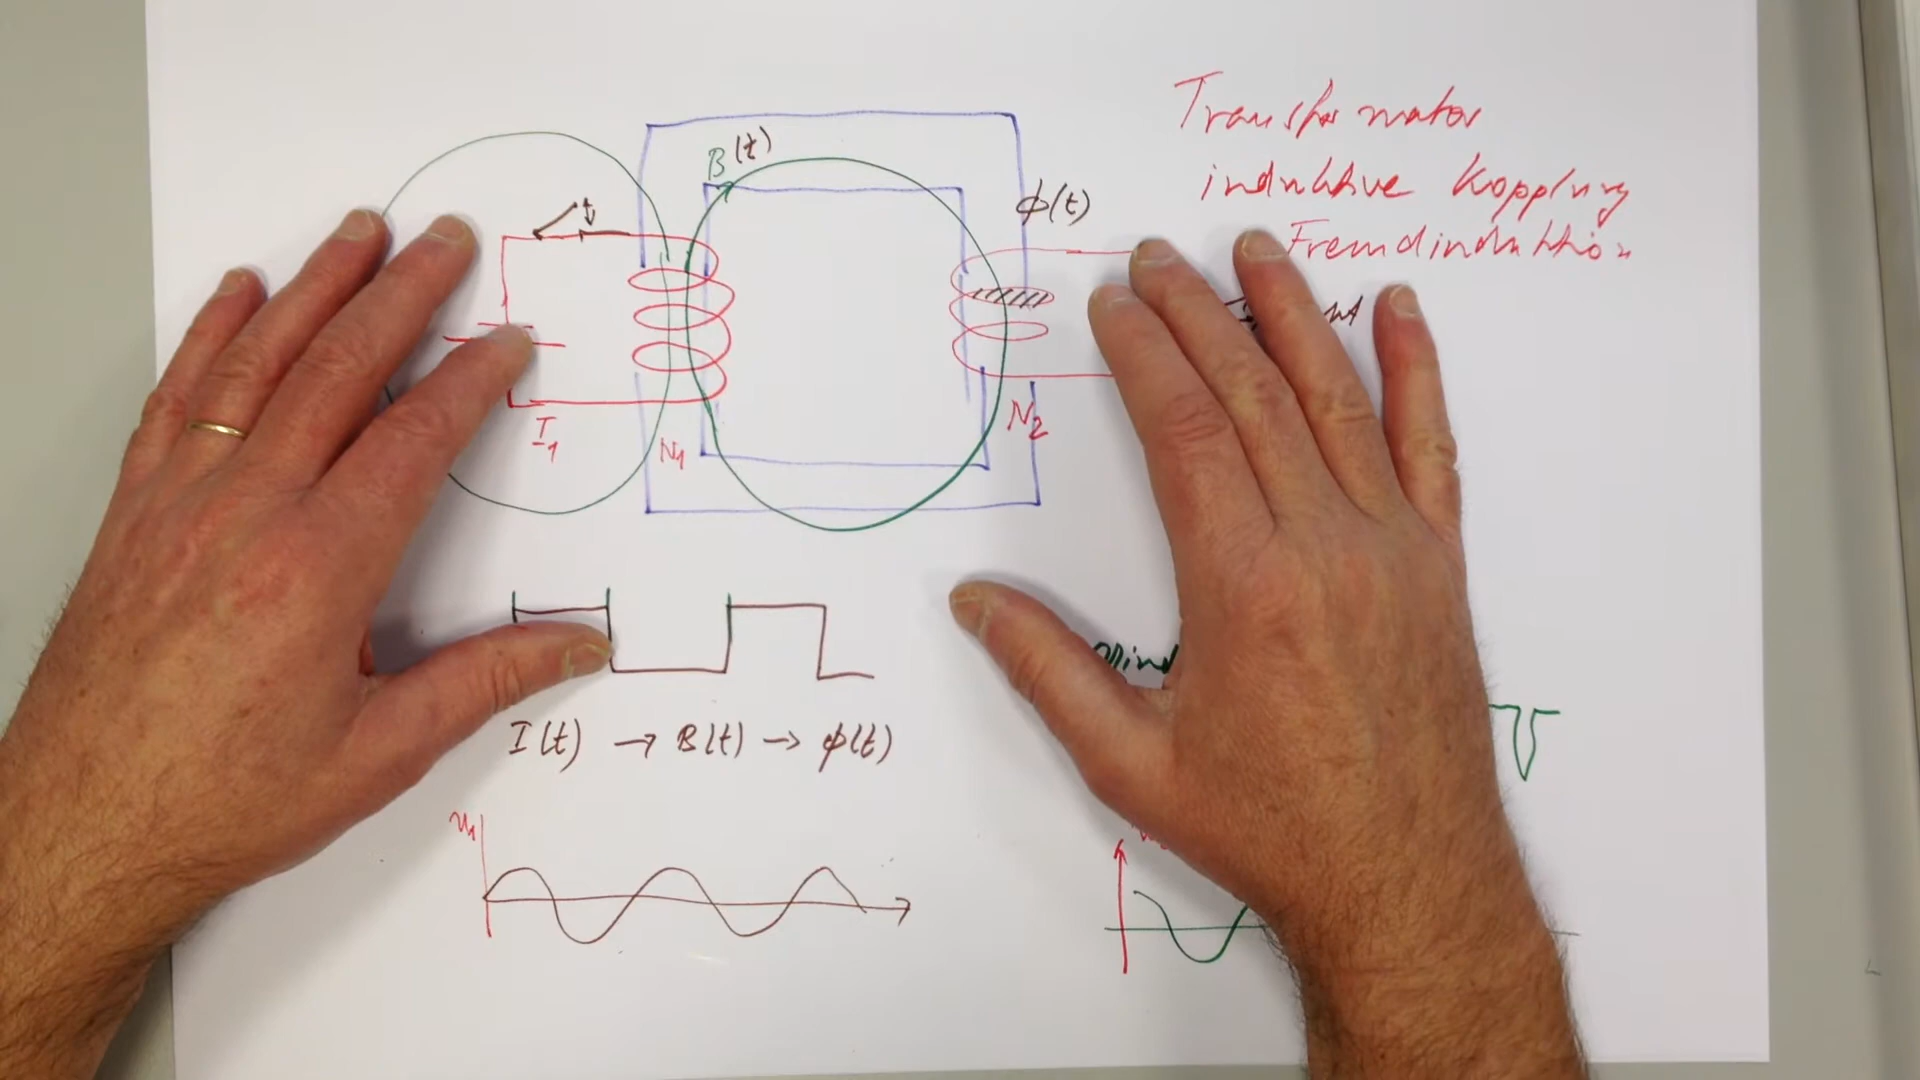 Transformator
induktive Kopplung
Fremdinduktion
B(t)
ϕ(t)
t
I1
N1
N2
I(t) → B(t) → ϕ(t)
u1